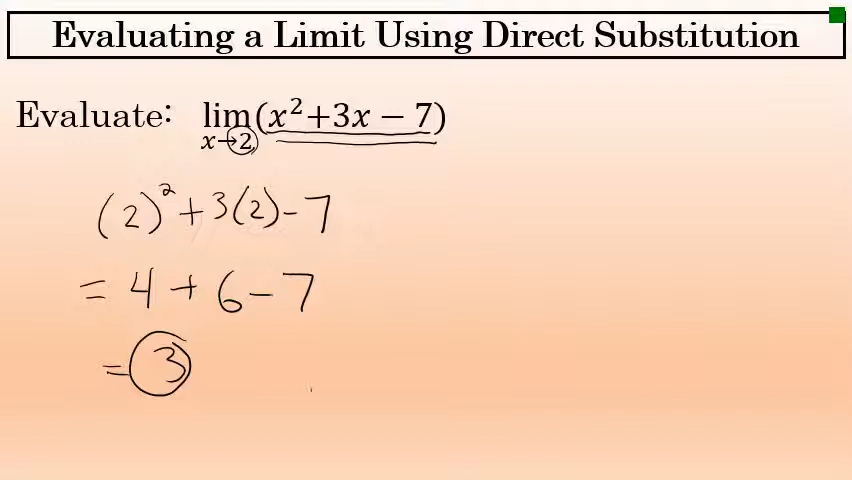 Evaluating a Limit Using Direct Substitution
Evaluate: lim(x²+3x − 7)
x→2
(2)² + 3(2) - 7
= 4 + 6 - 7
= 3